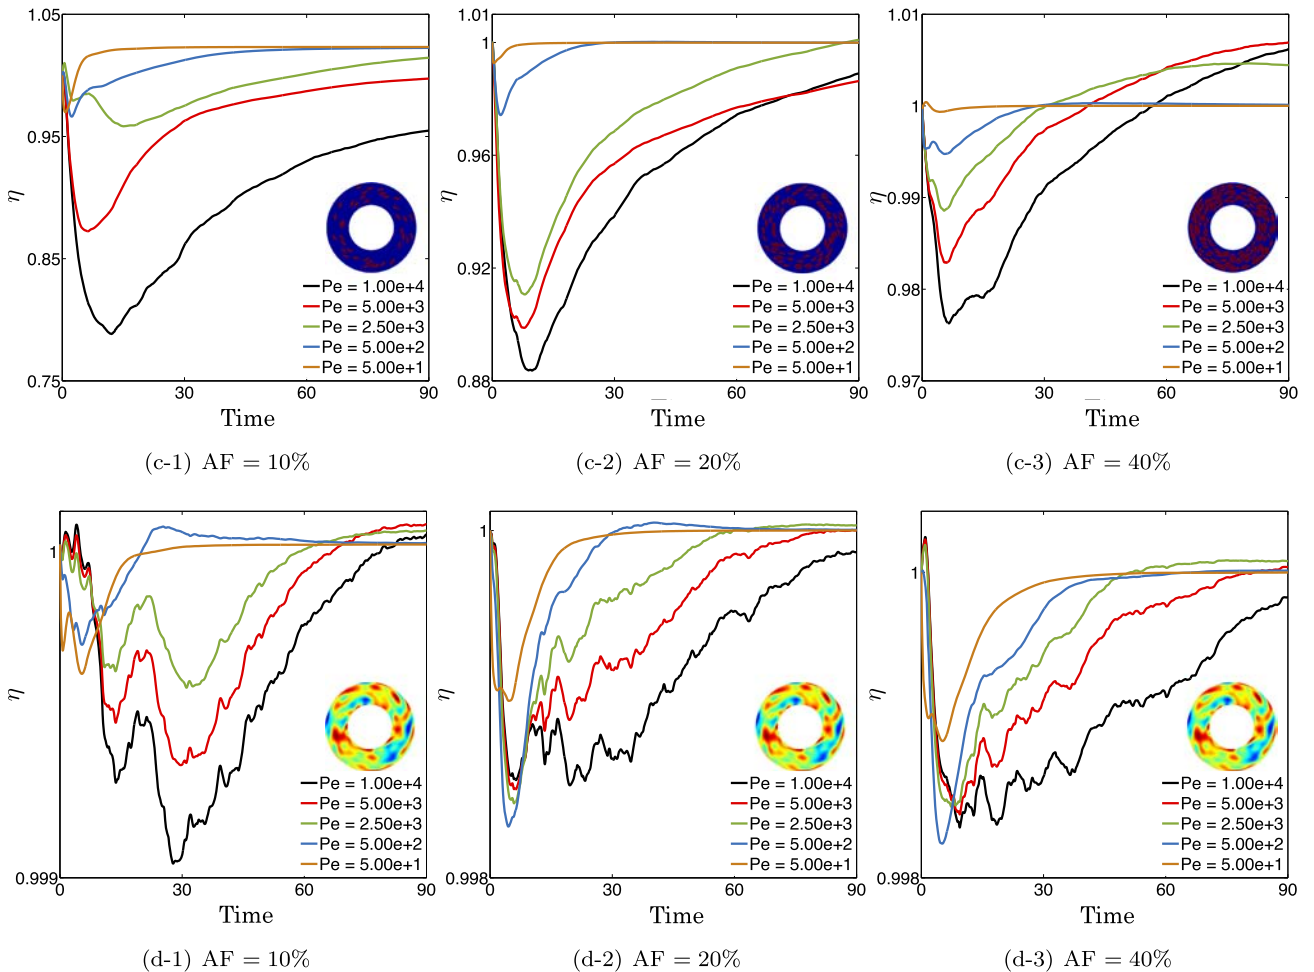 1.05
0.95
0.85
0.75
η
0 30 60 90
Time
Pe = 1.00e+4
Pe = 5.00e+3
Pe = 2.50e+3
Pe = 5.00e+2
Pe = 5.00e+1
(c-1) AF = 10%
1.01
1
0.96
0.92
0.88
η
0 30 60 90
Time
Pe = 1.00e+4
Pe = 5.00e+3
Pe = 2.50e+3
Pe = 5.00e+2
Pe = 5.00e+1
(c-2) AF = 20%
1.01
1
0.99
0.98
0.97
η
0 30 60 90
Time
Pe = 1.00e+4
Pe = 5.00e+3
Pe = 2.50e+3
Pe = 5.00e+2
Pe = 5.00e+1
(c-3) AF = 40%
1
0.999
η
0 30 60 90
Time
Pe = 1.00e+4
Pe = 5.00e+3
Pe = 2.50e+3
Pe = 5.00e+2
Pe = 5.00e+1
(d-1) AF = 10%
1
0.998
η
0 30 60 90
Time
Pe = 1.00e+4
Pe = 5.00e+3
Pe = 2.50e+3
Pe = 5.00e+2
Pe = 5.00e+1
(d-2) AF = 20%
1
0.998
η
0 30 60 90
Time
Pe = 1.00e+4
Pe = 5.00e+3
Pe = 2.50e+3
Pe = 5.00e+2
Pe = 5.00e+1
(d-3) AF = 40%